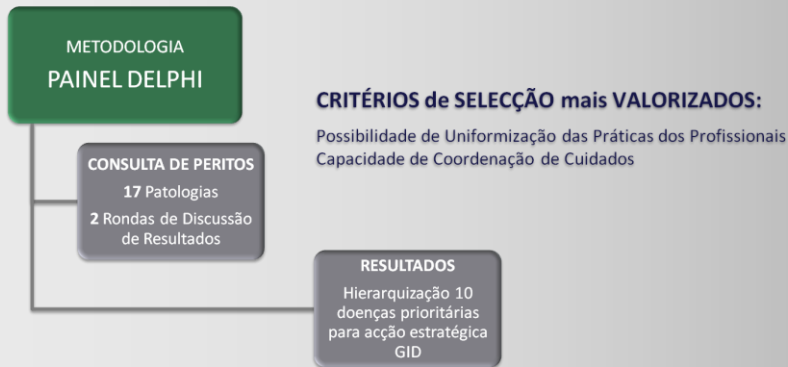 METODOLOGIA
PAINEL DELPHI
CRITÉRIOS de SELECÇÃO mais VALORIZADOS:
Possibilidade de Uniformização das Práticas dos Profissionais
Capacidade de Coordenação de Cuidados
CONSULTA DE PERITOS
17 Patologias
2 Rondas de Discussão
de Resultados
RESULTADOS
Hierarquização 10
doenças prioritárias
para acção estratégica
GID